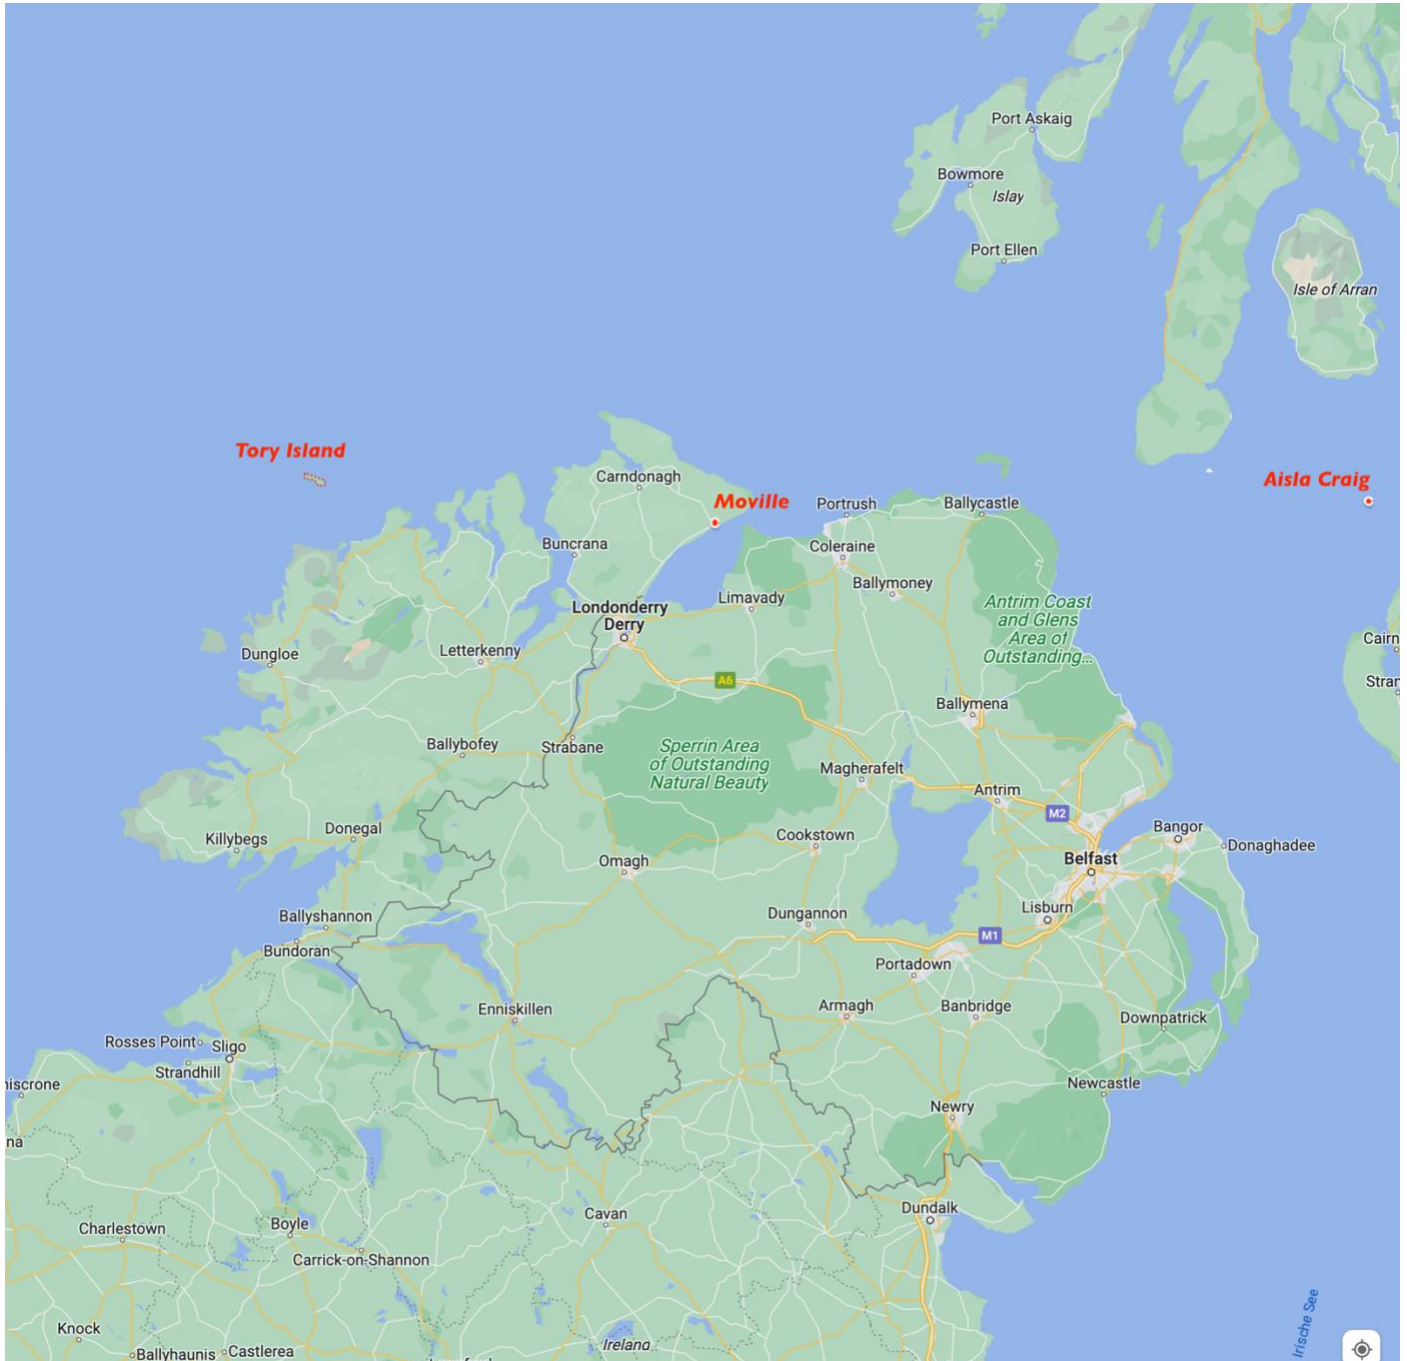 Port Askaig
Bowmore
Islay
Port Ellen
Isle of Arran
Tory Island
Carndonagh
Moville
Portrush
Ballycastle
Aisla Craig
Buncrana
Coleraine
Ballymoney
Limavady
Londonderry
Derry
Antrim Coast
and Glens
Area of
Outstanding...
Cairn
Dungloe
Letterkenny
A6
Stran
Ballymena
Ballybofey
Strabane
Sperrin Area
of Outstanding
Natural Beauty
Magherafelt
Antrim
M2
Killybegs
Donegal
Cookstown
Bangor
Donaghadee
Omagh
Belfast
Ballyshannon
Dungannon
Lisburn
Bundoran
M1
Portadown
Enniskillen
Armagh
Banbridge
Downpatrick
Rosses Point
Sligo
Strandhill
niscrone
Newcastle
Newry
na
Dundalk
Charlestown
Boyle
Cavan
Carrick-on-Shannon
Knock
Ballyhaunis
Castlerea
Ireland
Irische See